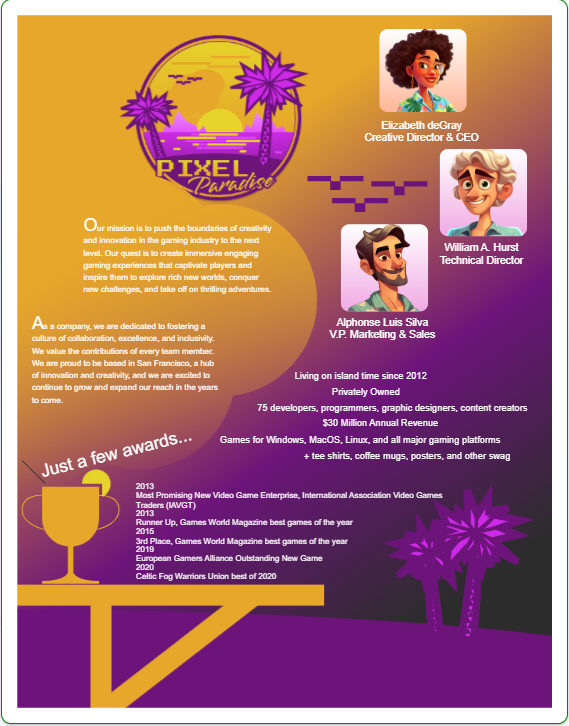 PIXEL
Paradise
Elizabeth deGray
Creative Director & CEO
William A. Hurst
Technical Director
Alphonse Luis Silva
V.P. Marketing & Sales
Our mission is to push the boundaries of creativity
and innovation in the gaming industry to the next
level. Our quest is to create immersive engaging
gaming experiences that captivate players and
inspire them to explore rich new worlds, conquer
new challenges, and take off on thrilling adventures.
As a company, we are dedicated to fostering a
culture of collaboration, excellence, and inclusivity.
We value the contributions of every team member.
We are proud to be based in San Francisco, a hub
of innovation and creativity, and we are excited to
continue to grow and expand our reach in the years
to come.
Living on island time since 2012
Privately Owned
75 developers, programmers, graphic designers, content creators
$30 Million Annual Revenue
Games for Windows, MacOS, Linux, and all major gaming platforms
+ tee shirts, coffee mugs, posters, and other swag
Just a few awards...
2013
Most Promising New Video Game Enterprise, International Association Video Games
Traders (IAVGT)
2013
Runner Up, Games World Magazine best games of the year
2015
3rd Place, Games World Magazine best games of the year
2019
European Gamers Alliance Outstanding New Game
2020
Celtic Fog Warriors Union best of 2020